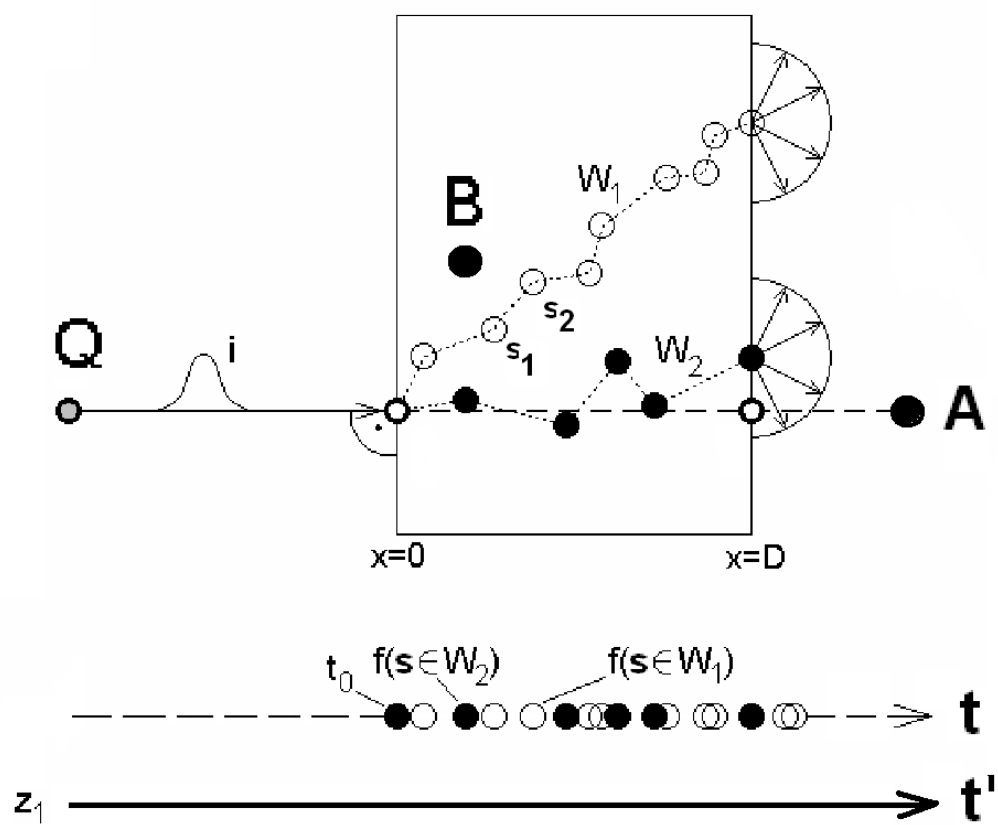 W₁
B
s₂
Q
i
s₁
W₂
A
x=0
x=D
t₀ f(s∈W₂) f(s∈W₁)
t
z₁ t'